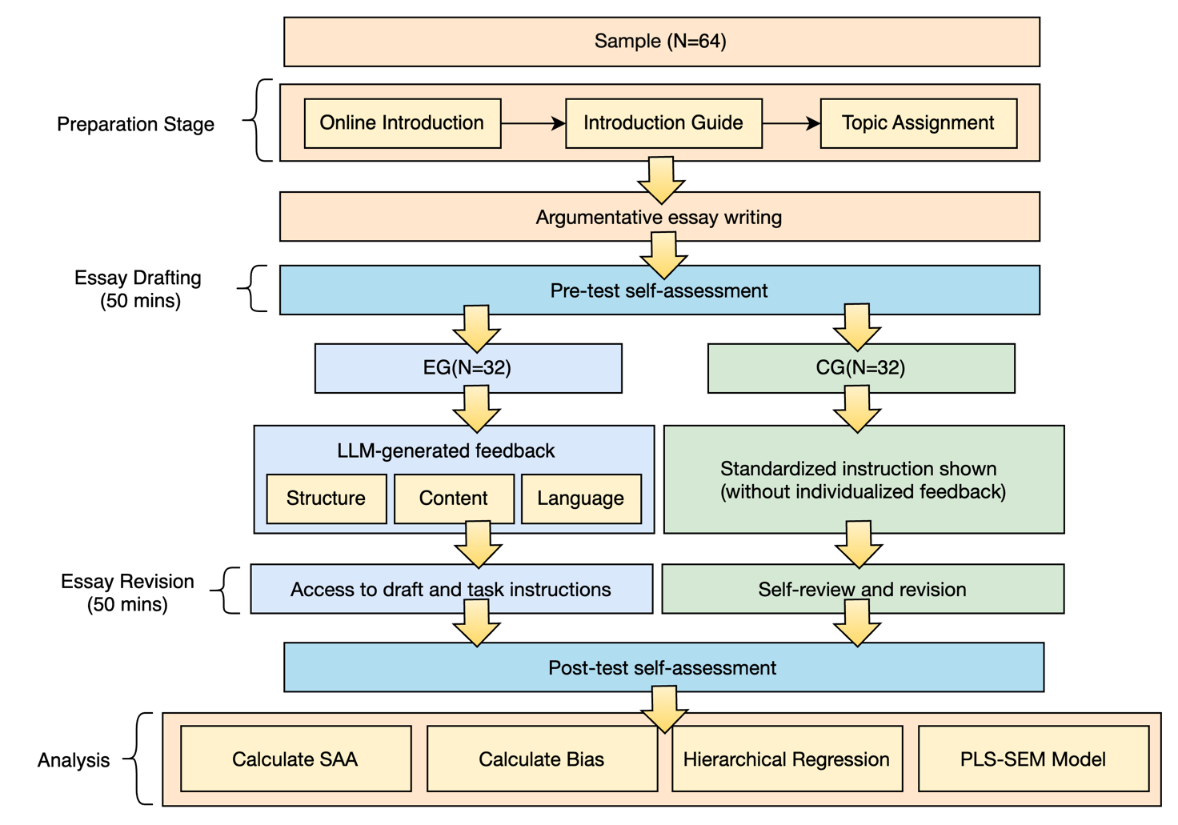 Sample (N=64)
Preparation Stage
Online Introduction
Introduction Guide
Topic Assignment
Argumentative essay writing
Essay Drafting
(50 mins)
Pre-test self-assessment
EG(N=32)
CG(N=32)
LLM-generated feedback
Structure
Content
Language
Standardized instruction shown
(without individualized feedback)
Essay Revision
(50 mins)
Access to draft and task instructions
Self-review and revision
Post-test self-assessment
Analysis
Calculate SAA
Calculate Bias
Hierarchical Regression
PLS-SEM Model